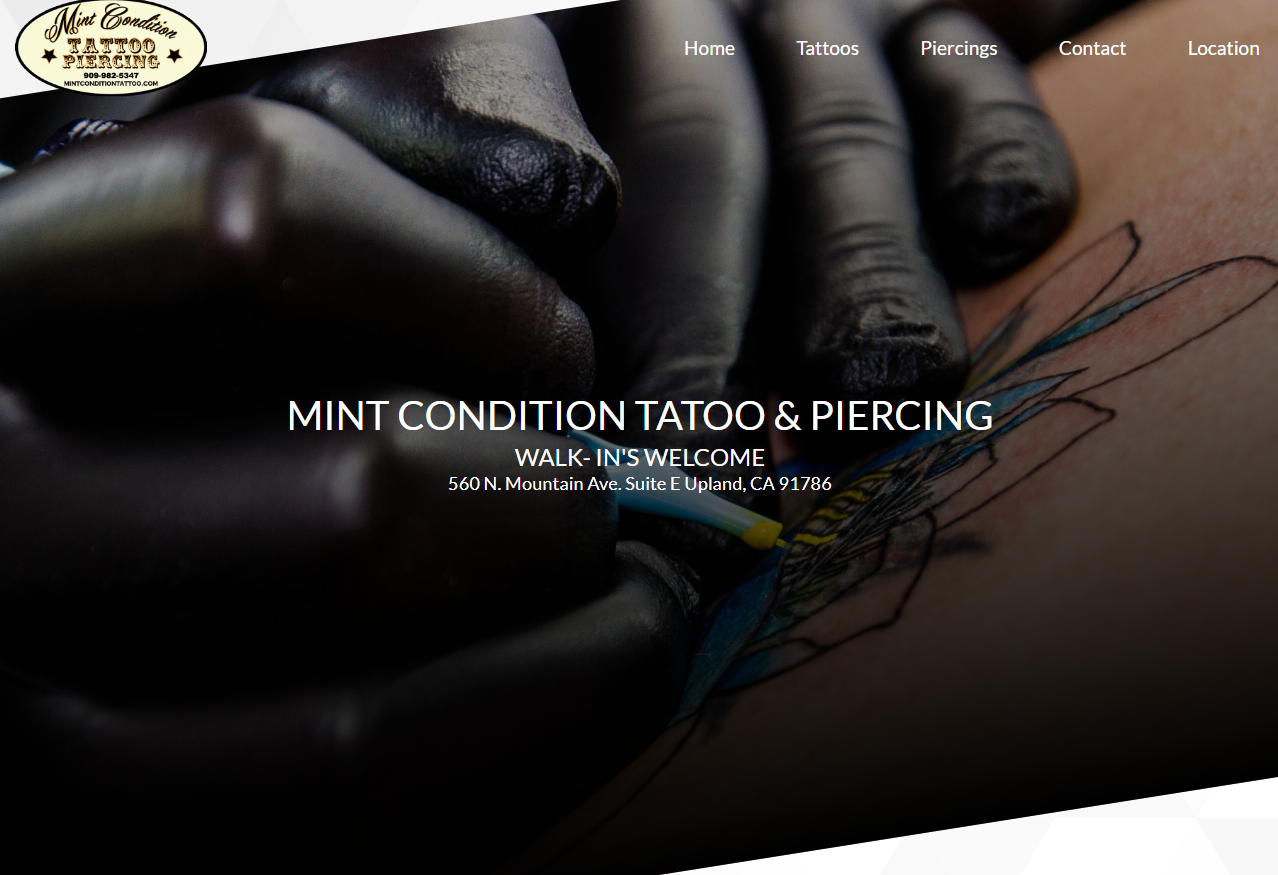 Mint Condition
TATTOO
PIERCING
909-982-5347
MINTCONDITIONTATTOO.COM
Home Tattoos Piercings Contact Location
MINT CONDITION TATOO & PIERCING
WALK- IN'S WELCOME
560 N. Mountain Ave. Suite E Upland, CA 91786